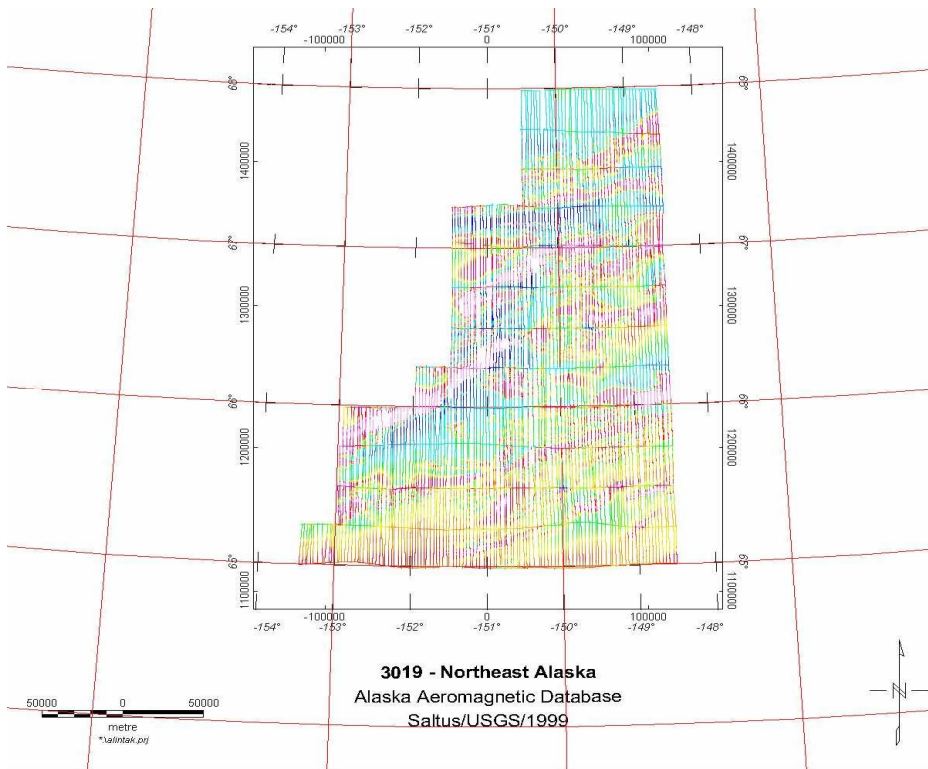 -154° -153° -152° -151° -150° -149° -148°
-100000 0 100000
68° 68°
1400000 1400000
67° 67°
1300000 1300000
66° 66°
1200000 1200000
65° 65°
1100000 1100000
-100000 0 100000
-154° -153° -152° -151° -150° -149° -148°
3019 - Northeast Alaska
Alaska Aeromagnetic Database
Saltus/USGS/1999
50000 0 50000
metre
*\alintak.prj
N